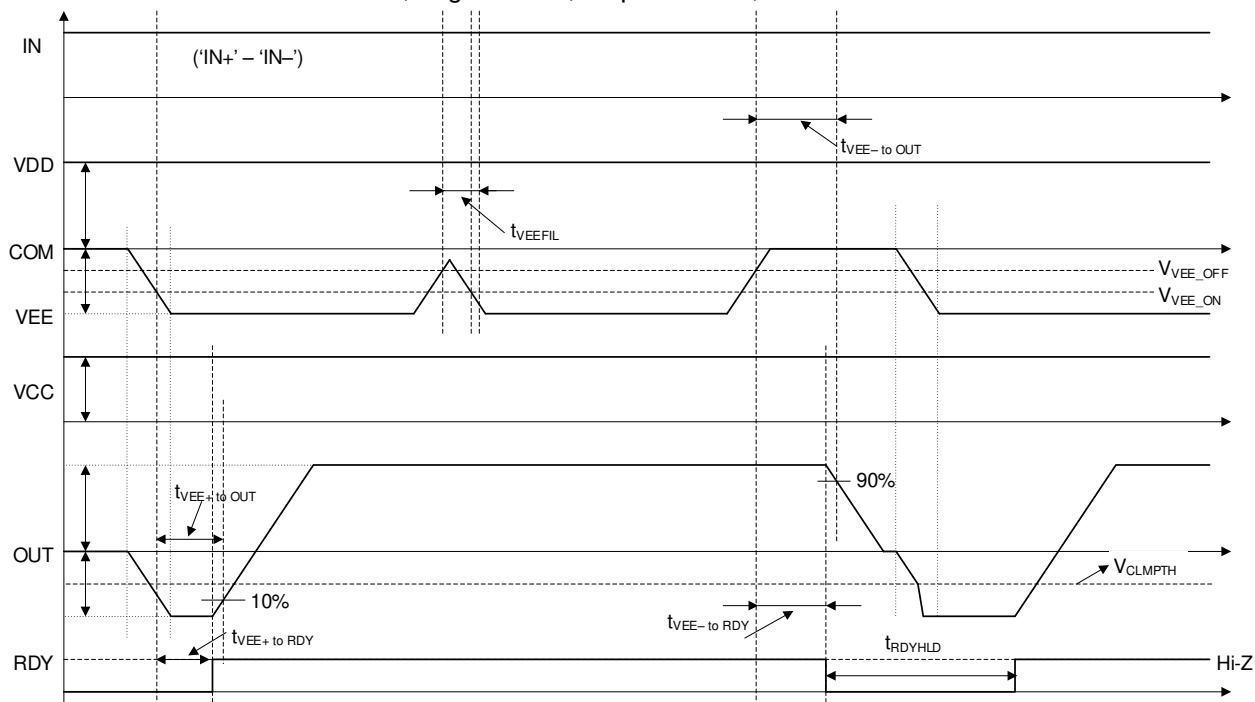 IN
('IN+' – 'IN–')
tVEE– to OUT
VDD
tVEEFIL
COM
VVEE_OFF
VVEE_ON
VEE
VCC
90%
tVEE+ to OUT
OUT
VCLMPTH
10%
tVEE– to RDY
tVEE+ to RDY
tRDYHLD
RDY
Hi-Z